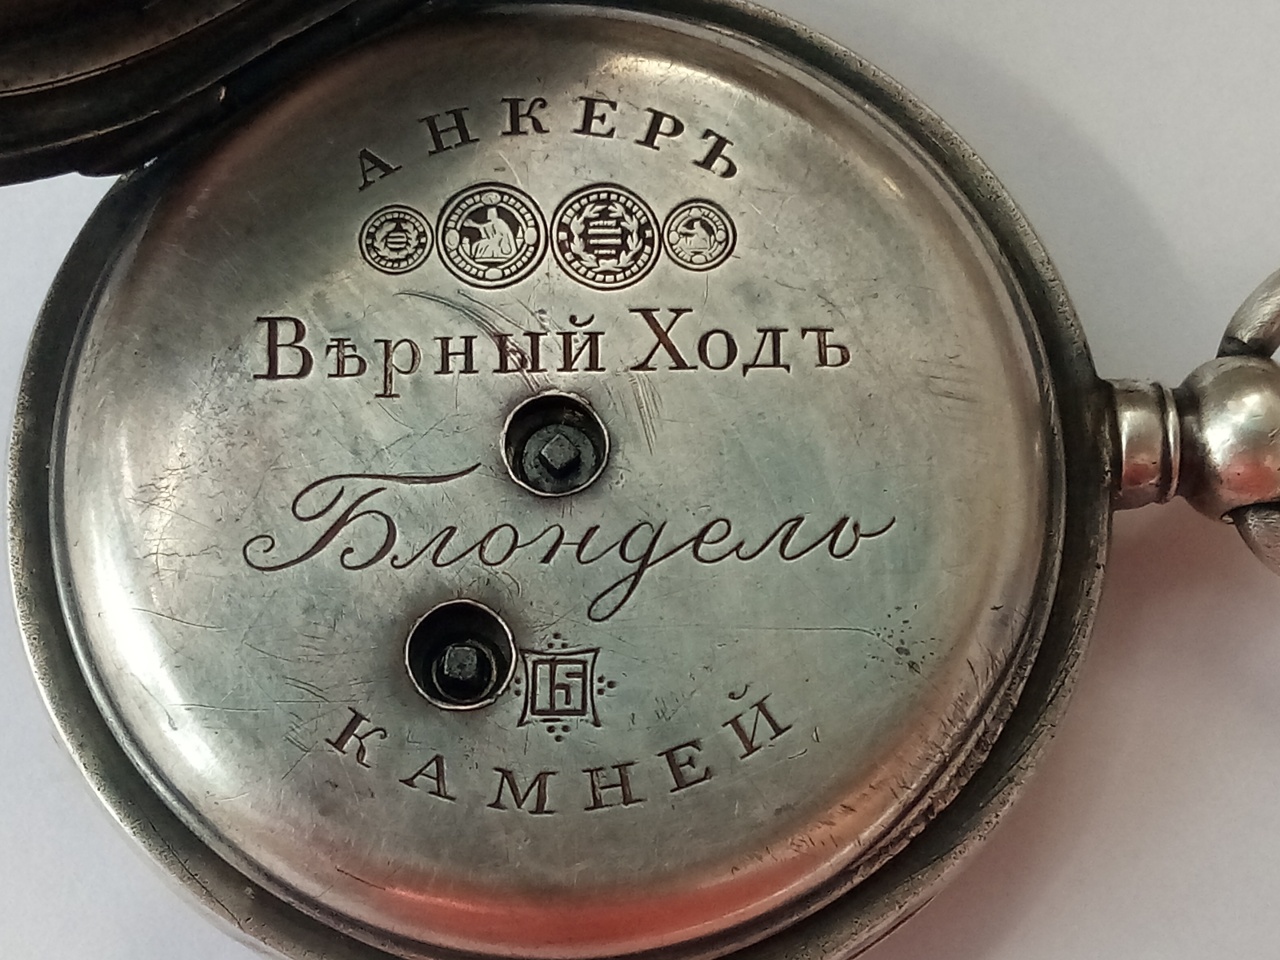 АНКЕРЪ
Вѣрный Ходъ
Блондель
15
КАМНЕЙ